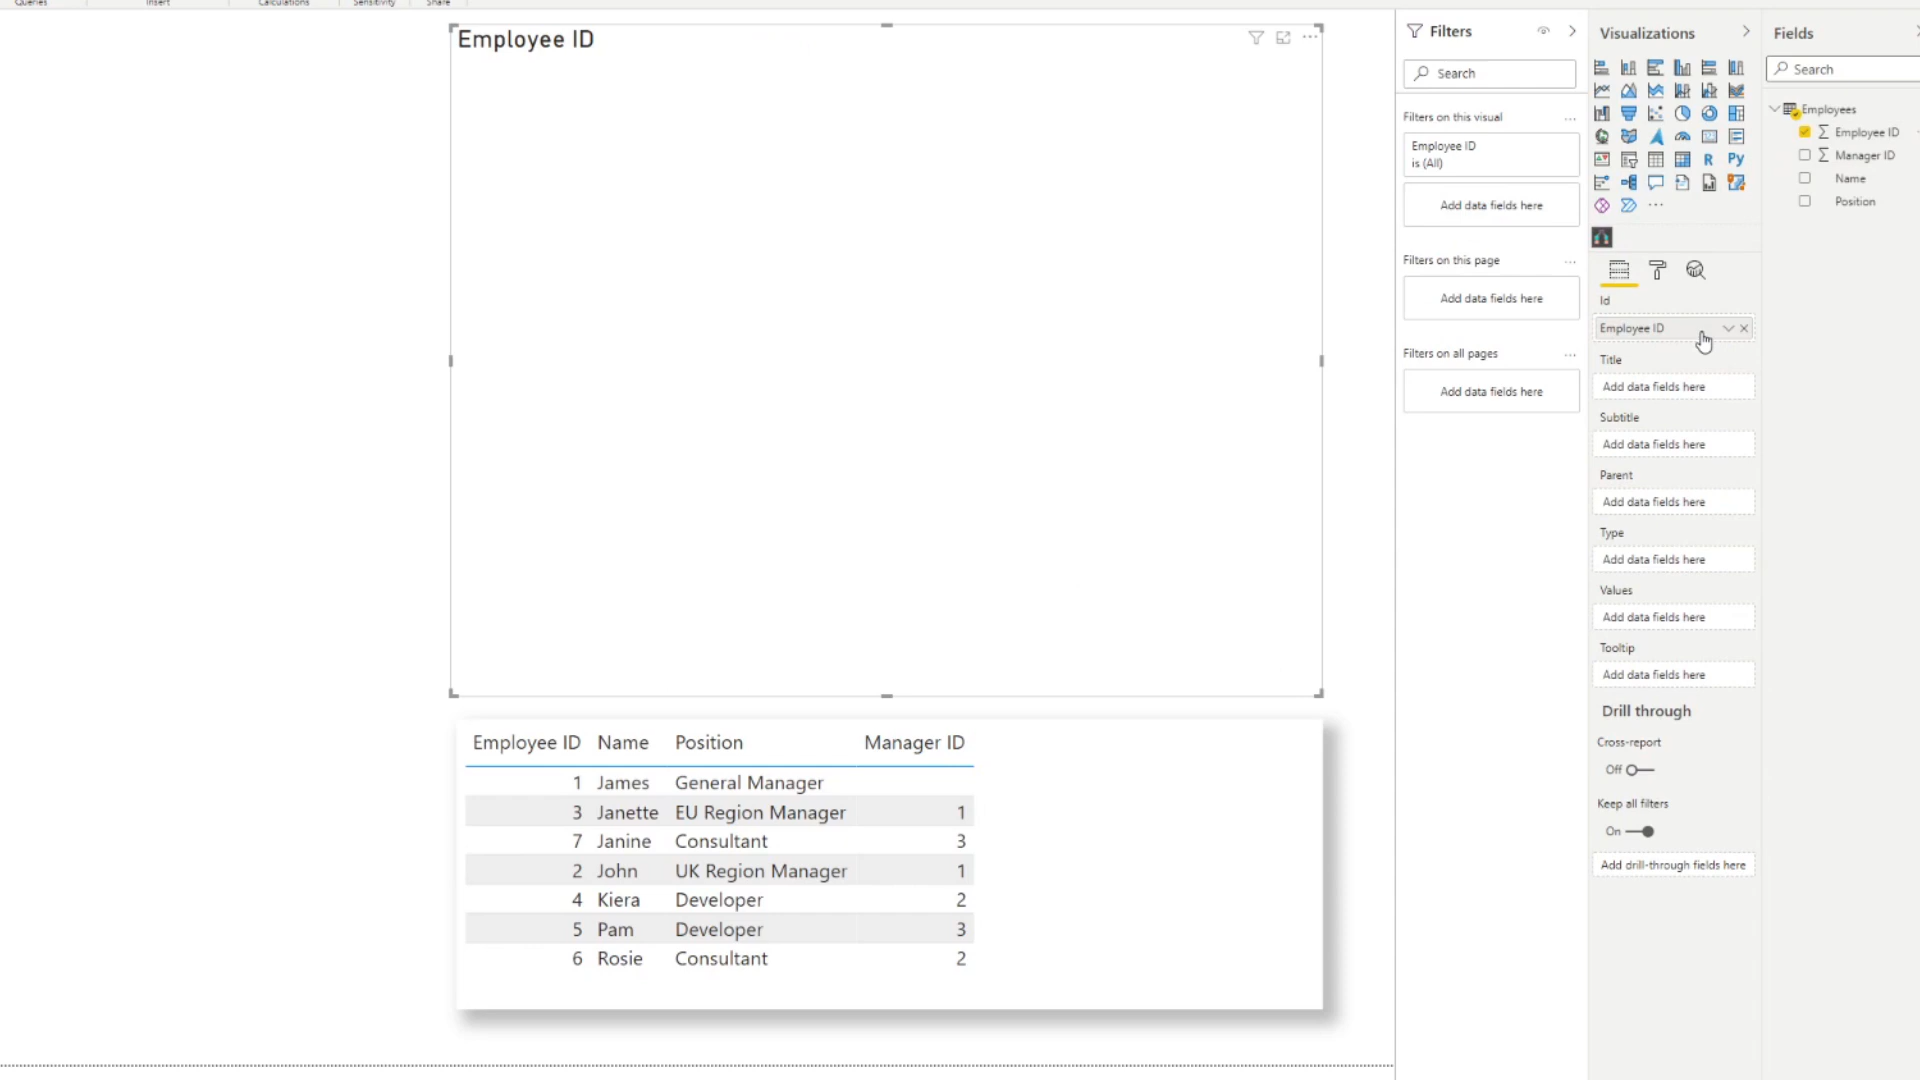 Queries
Insert
Calculations
Sensitivity
Share
Employee ID
Employee ID Name Position Manager ID
1 James General Manager
3 Janette EU Region Manager 1
7 Janine Consultant 3
2 John UK Region Manager 1
4 Kiera Developer 2
5 Pam Developer 3
6 Rosie Consultant 2
Filters
Search
Filters on this visual
Employee ID
is (All)
Add data fields here
Filters on this page
Add data fields here
Filters on all pages
Add data fields here
Visualizations
R
Py
Id
Employee ID
Title
Add data fields here
Subtitle
Add data fields here
Parent
Add data fields here
Type
Add data fields here
Values
Add data fields here
Tooltip
Add data fields here
Drill through
Cross-report
Off
Keep all filters
On
Add drill-through fields here
Fields
Search
Employees
Employee ID
Manager ID
Name
Position